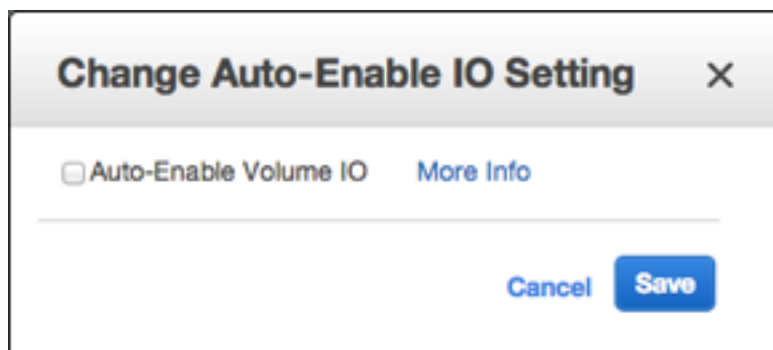 Change Auto-Enable IO Setting
Auto-Enable Volume IO More Info
Cancel Save